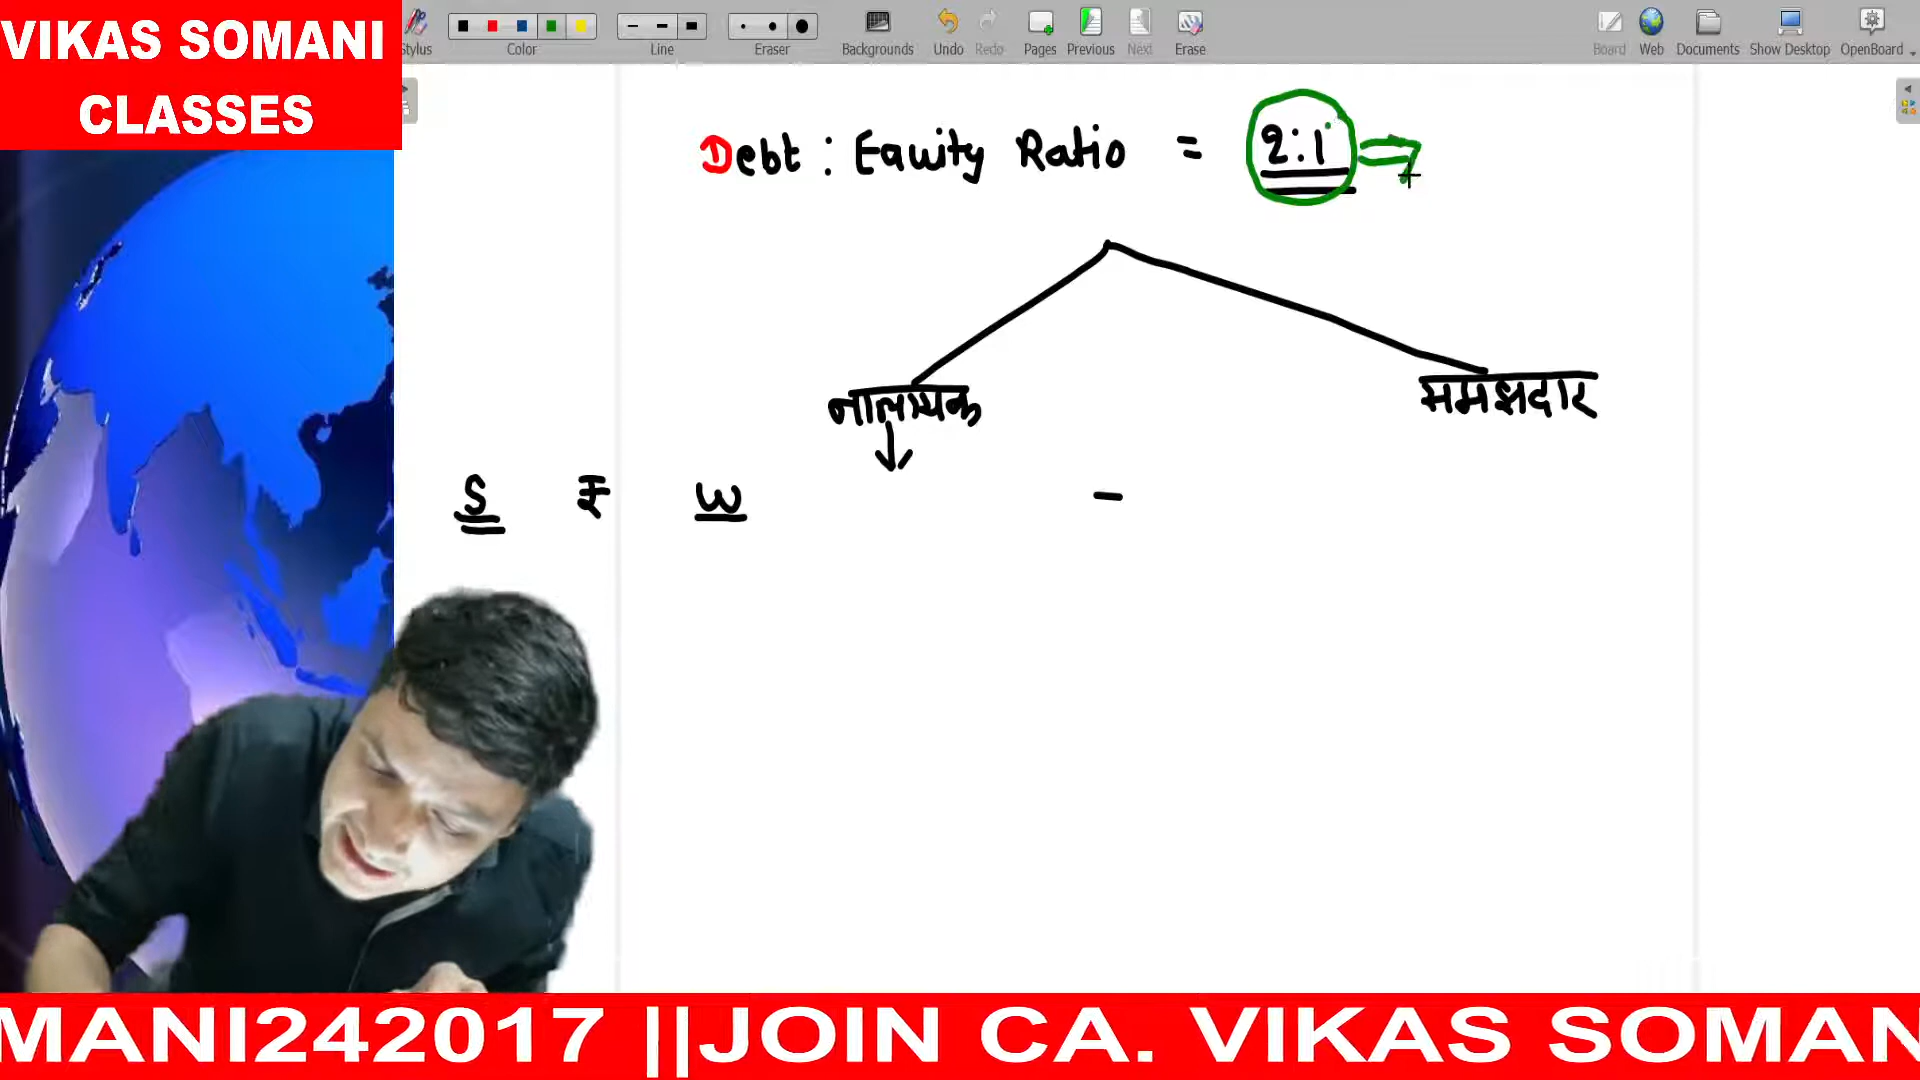 VIKAS SOMANI
CLASSES
Stylus Color Line Eraser Backgrounds Undo Redo Pages Previous Next Erase Board Web Documents Show Desktop OpenBoard
Debt : Equity Ratio = 2:1
नालायक समझदार
S ₹ W -
MANI242017 ||JOIN CA. VIKAS SOMAN